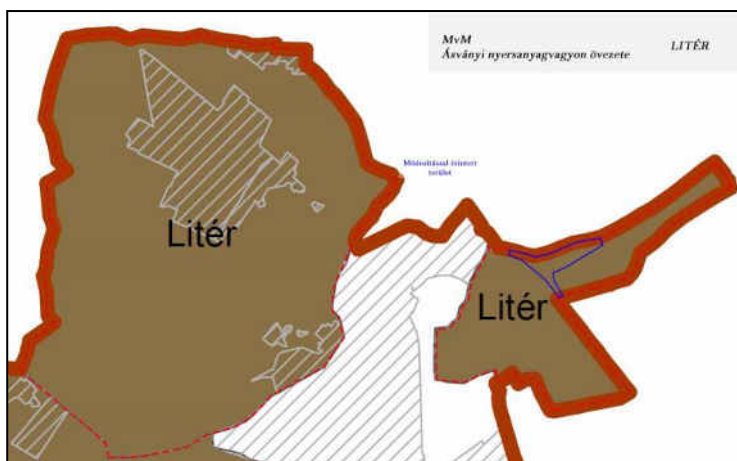 MvM
Ásványi nyersanyagvagyon övezete LITÉR
Módosítással érintett
terület
Litér
Litér